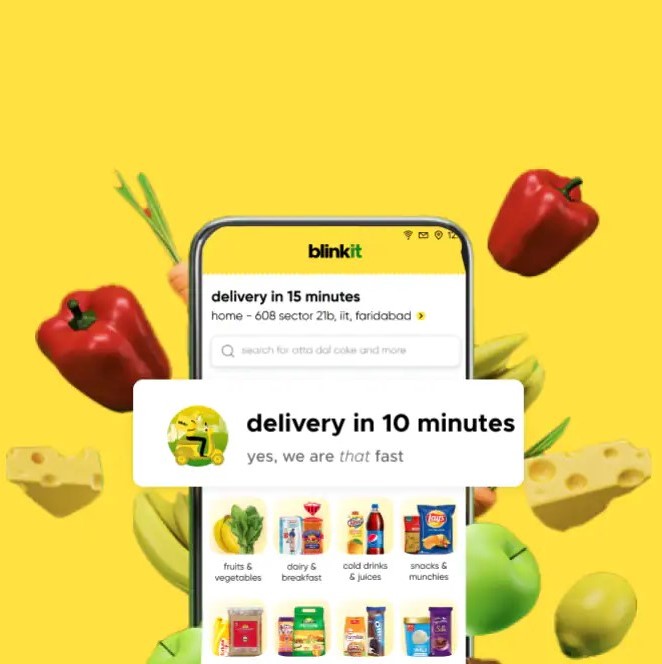 12
blinkit
delivery in 15 minutes
home - 608 sector 21b, iit, faridabad
search for atta dal coke and more
delivery in 10 minutes
yes, we are that fast
fruits &
vegetables
dairy &
breakfast
cold drinks
& juices
snacks &
munchies
Lay's